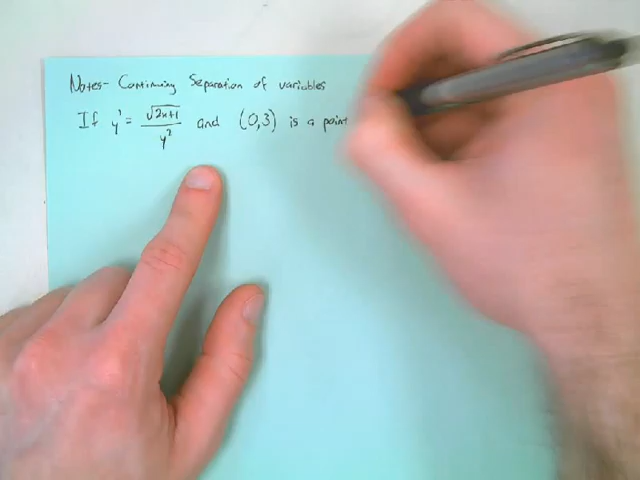 Notes- Continuing Separation of variables
If y' = √2x+1 / y² and (0,3) is a point